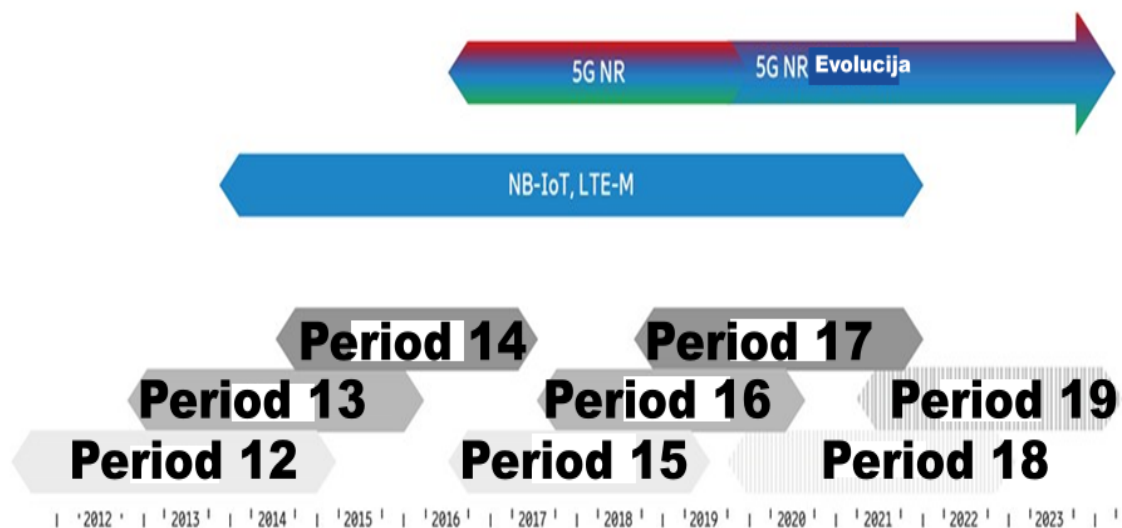 5G NR
5G NR Evolucija
NB-IoT, LTE-M
Period 14
Period 17
Period 13
Period 16
Period 19
Period 12
Period 15
Period 18
2012 2013 2014 2015 2016 2017 2018 2019 2020 2021 2022 2023